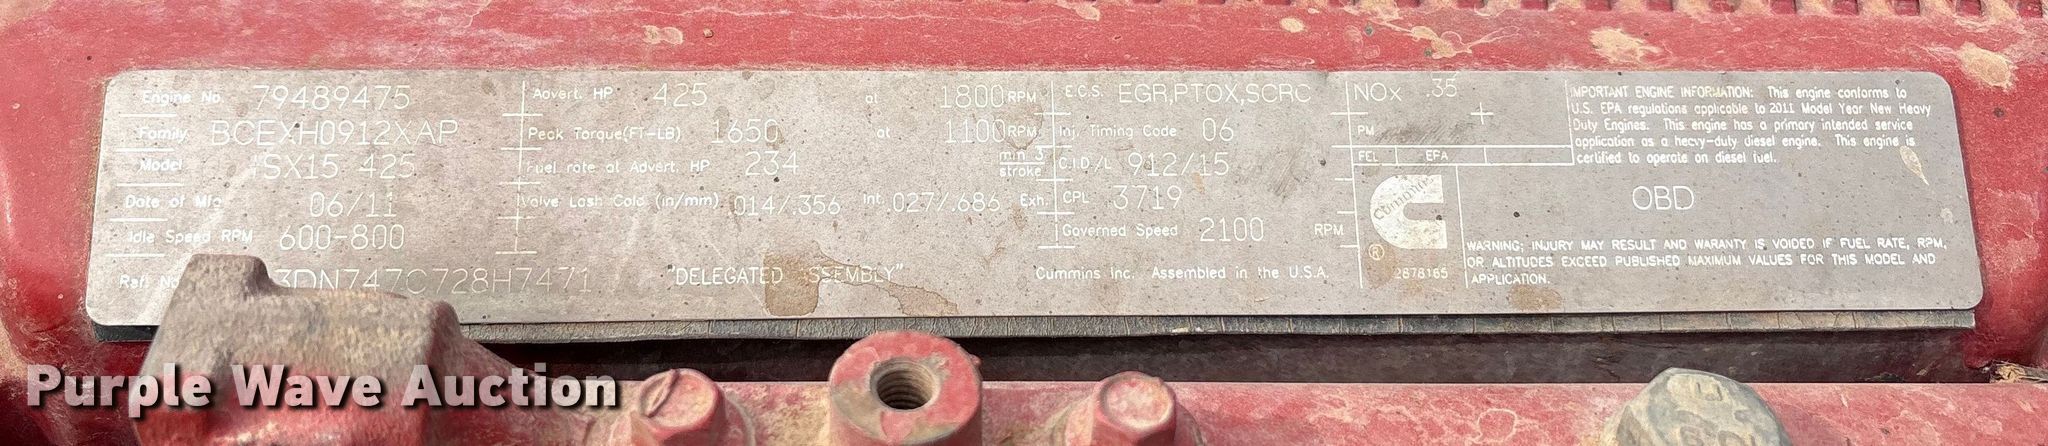 Engine No. 79489475
Family BCEXH0912XAP
Model ISX15 425
Date of Mfg 06/11
Idle Speed RPM 600-800
Ref. No. 3DN747C728H7471
Advert. HP 425 at 1800 RPM
Peak Torque(FT-LB) 1650 at 1100 RPM
Fuel rate at Advert. HP 234 mm 3
stroke
Valve Lash Cold (in/mm) .014/.356 Int. .027/.686 Exh.
"DELEGATED ASSEMBLY"
E.C.S. EGR,PTOX,SCRC
Inj. Timing Code 06
C.I.D./L 912/15
CPL 3719
Governed Speed 2100 RPM
Cummins Inc. Assembled in the U.S.A.
NOx .35
PM
FEL EPA
Cummins
®
2878165
IMPORTANT ENGINE INFORMATION: This engine conforms to
U.S. EPA regulations applicable to 2011 Model Year New Heavy
Duty Engines. This engine has a primary intended service
application as a heavy-duty diesel engine. This engine is
certified to operate on diesel fuel.
OBD
WARNING; INJURY MAY RESULT AND WARANTY IS VOIDED IF FUEL RATE, RPM,
OR ALTITUDES EXCEED PUBLISHED MAXIMUM VALUES FOR THIS MODEL AND
APPLICATION.
Purple Wave Auction